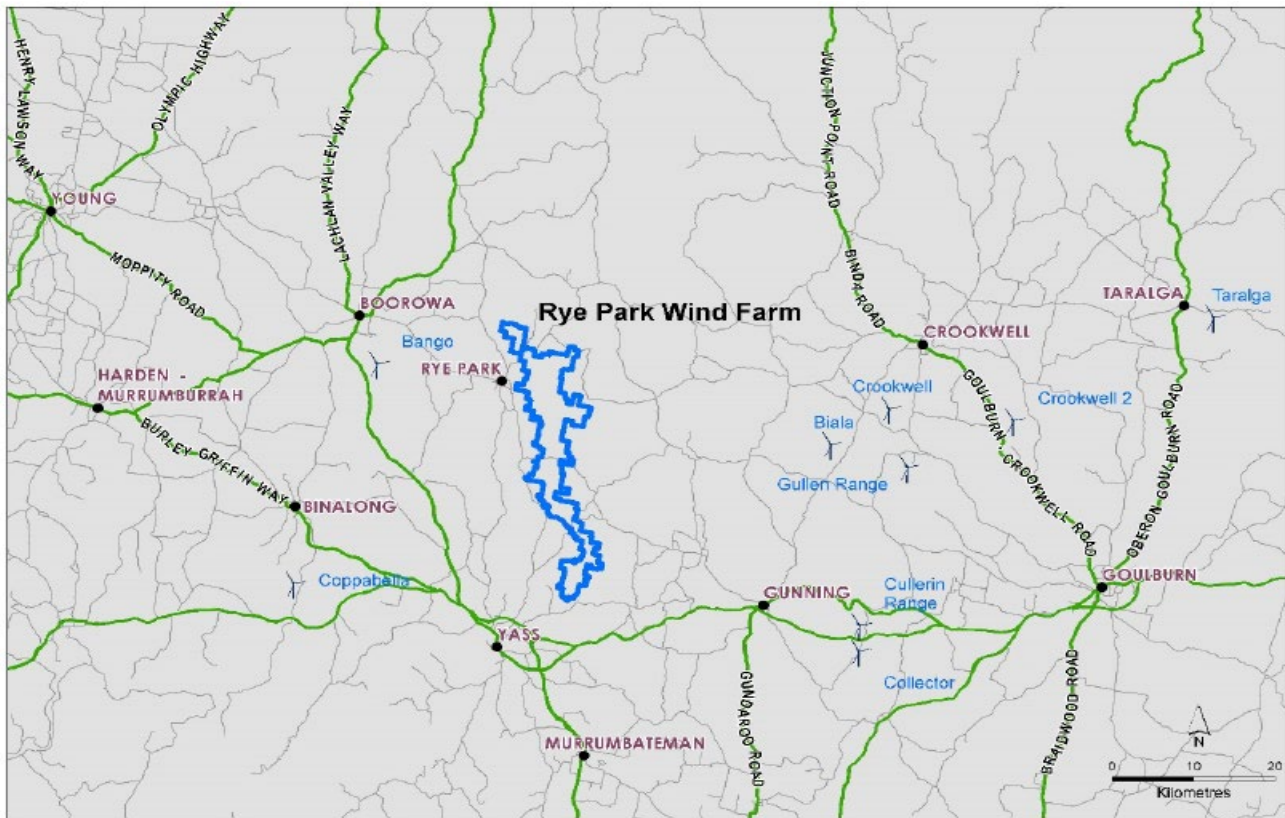 HENRY LAWSON WAY
OLYMPIC HIGHWAY
LACHLAN VALLEY WAY
JUNCTION POINT ROAD
YOUNG
MOPPITY ROAD
BINDA ROAD
BOOROWA
Rye Park Wind Farm
TARALGA
Taralga
Bango
CROOKWELL
RYE PARK
HARDEN -
MURRUMBURRAH
Crookwell
GOULBURN - CROOKWELL ROAD
Crookwell 2
OBERON GOULBURN ROAD
Biala
BURLEY GRIFFIN WAY
Gullen Range
BINALONG
Coppabella
GUNNING
Cullerin
Range
GOULBURN
YASS
Collector
GUNDAROO ROAD
BRAIDWOOD ROAD
MURRUMBATEMAN
N
0 10 20
Kilometres